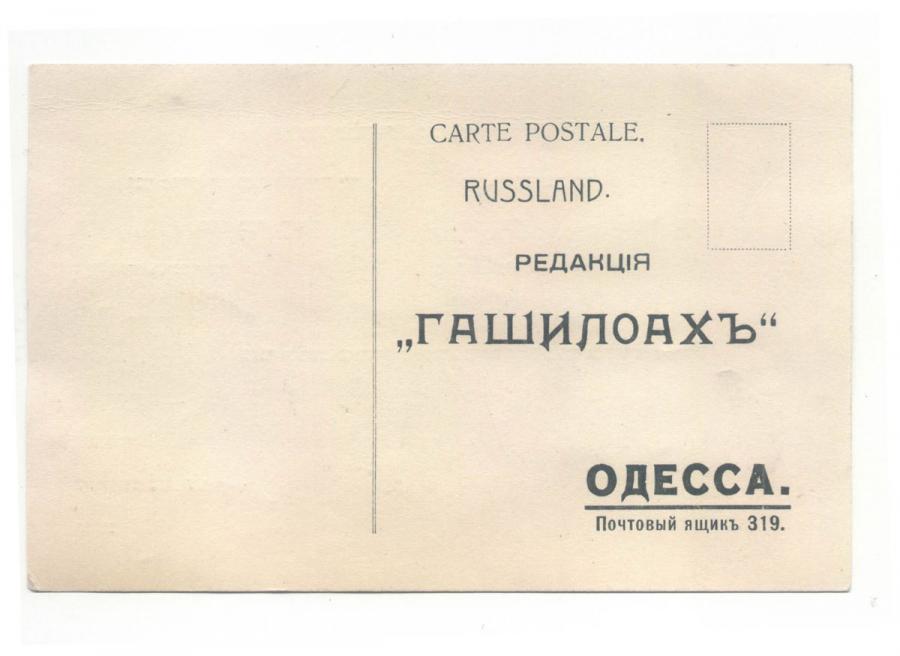 CARTE POSTALE.
RUSSLAND.
РЕДАКЦІЯ
„ГАШИЛОАХЪ“
ОДЕССА.
Почтовый ящикъ 319.